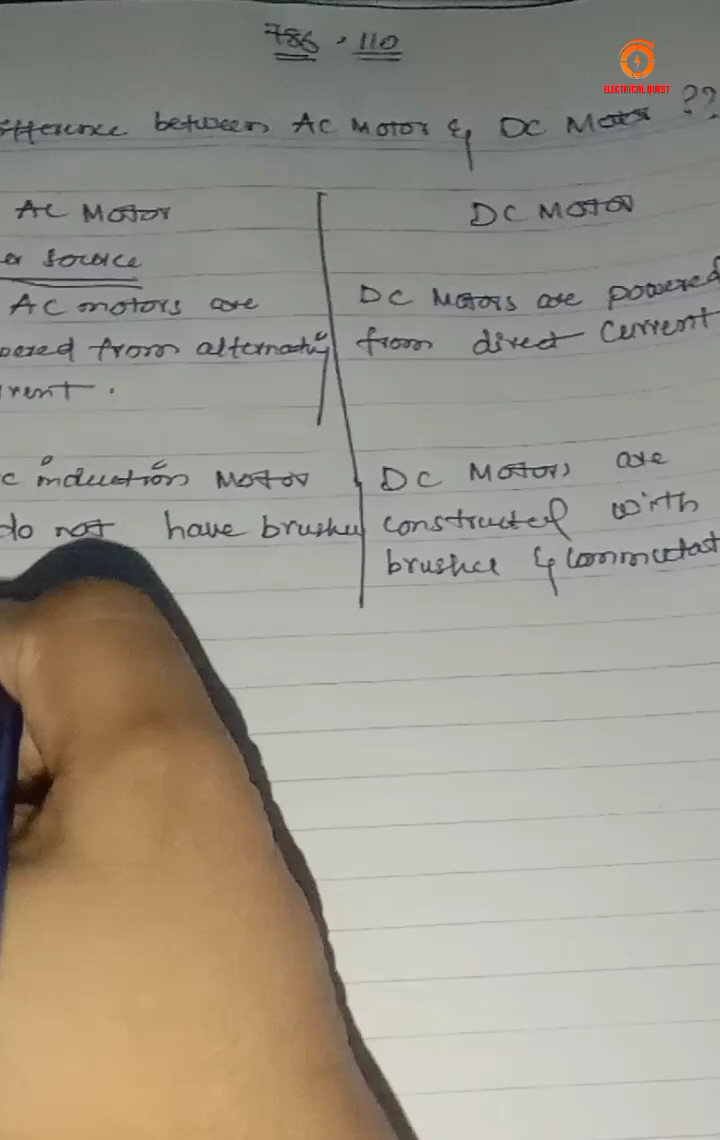 786 . 110
ELECTRICAL QUEST
ifference between AC Motor & DC Motor ??
AC Motor
DC Motor
er source
AC motors are
wered from alternating
rrent .
DC Motors are powered
from direct current
c induction Motor
do not have brushes
DC Motors are
constructed with
brushes & commutat